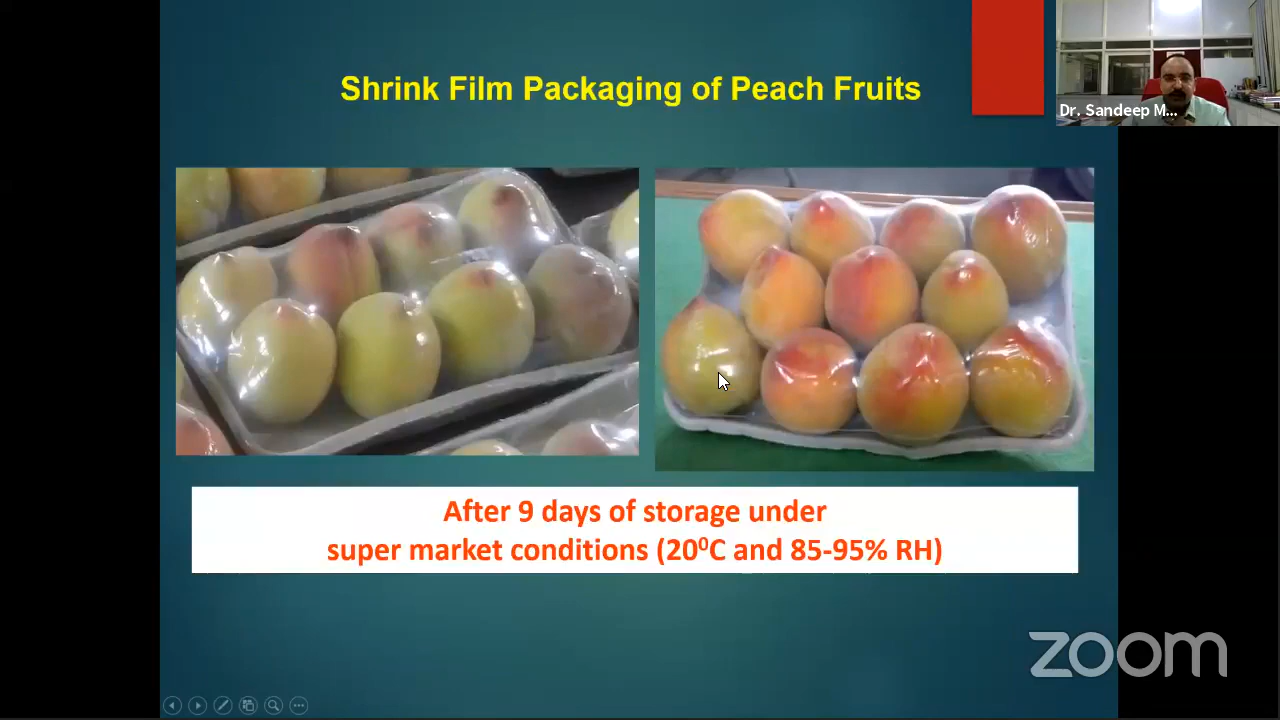 Shrink Film Packaging of Peach Fruits
Dr. Sandeep M...
After 9 days of storage under
super market conditions (20⁰C and 85-95% RH)
zoom